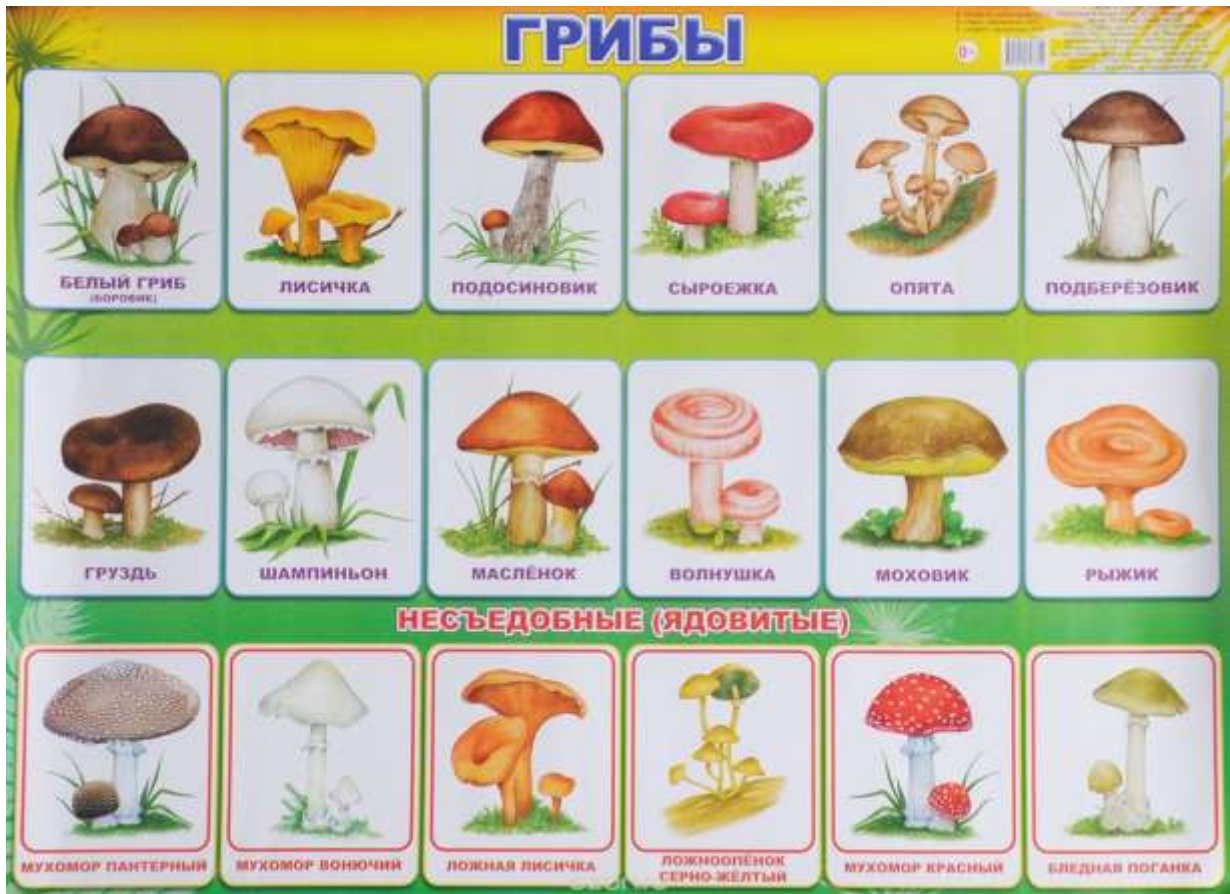 ГРИБЫ
0+
БЕЛЫЙ ГРИБ
(БОРОВИК)
ЛИСИЧКА
ПОДОСИНОВИК
СЫРОЕЖКА
ОПЯТА
ПОДБЕРЁЗОВИК
ГРУЗДЬ
ШАМПИНЬОН
МАСЛЁНОК
ВОЛНУШКА
МОХОВИК
РЫЖИК
НЕСЪЕДОБНЫЕ (ЯДОВИТЫЕ)
МУХОМОР ПАНТЕРНЫЙ
МУХОМОР ВОНЮЧИЙ
ЛОЖНАЯ ЛИСИЧКА
ЛОЖНООПЁНОК
СЕРНО-ЖЁЛТЫЙ
МУХОМОР КРАСНЫЙ
БЛЕДНАЯ ПОГАНКА